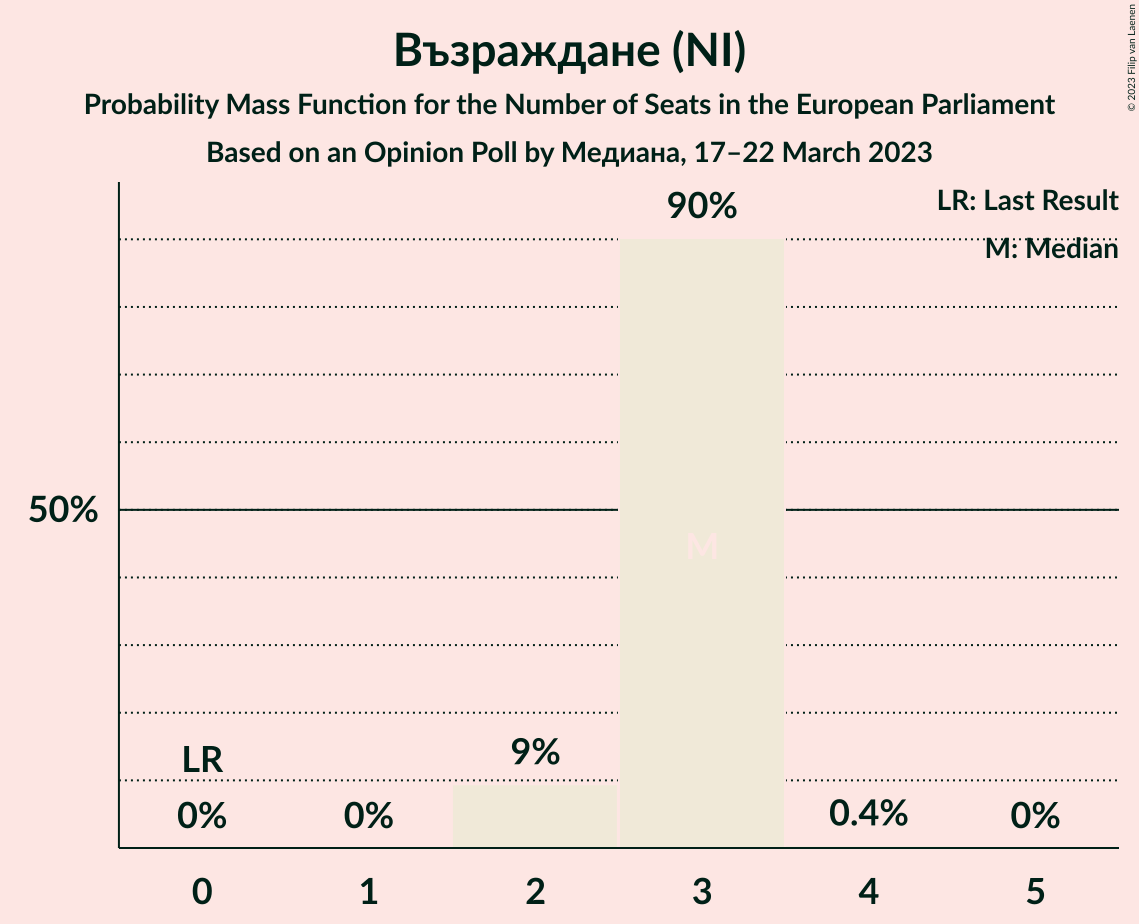 Възраждане (NI)
Probability Mass Function for the Number of Seats in the European Parliament
Based on an Opinion Poll by Медиана, 17–22 March 2023
© 2023 Filip van Laenen
LR: Last Result
M: Median
90%
50%
M
LR
9%
0%
0%
0.4%
0%
0
1
2
3
4
5